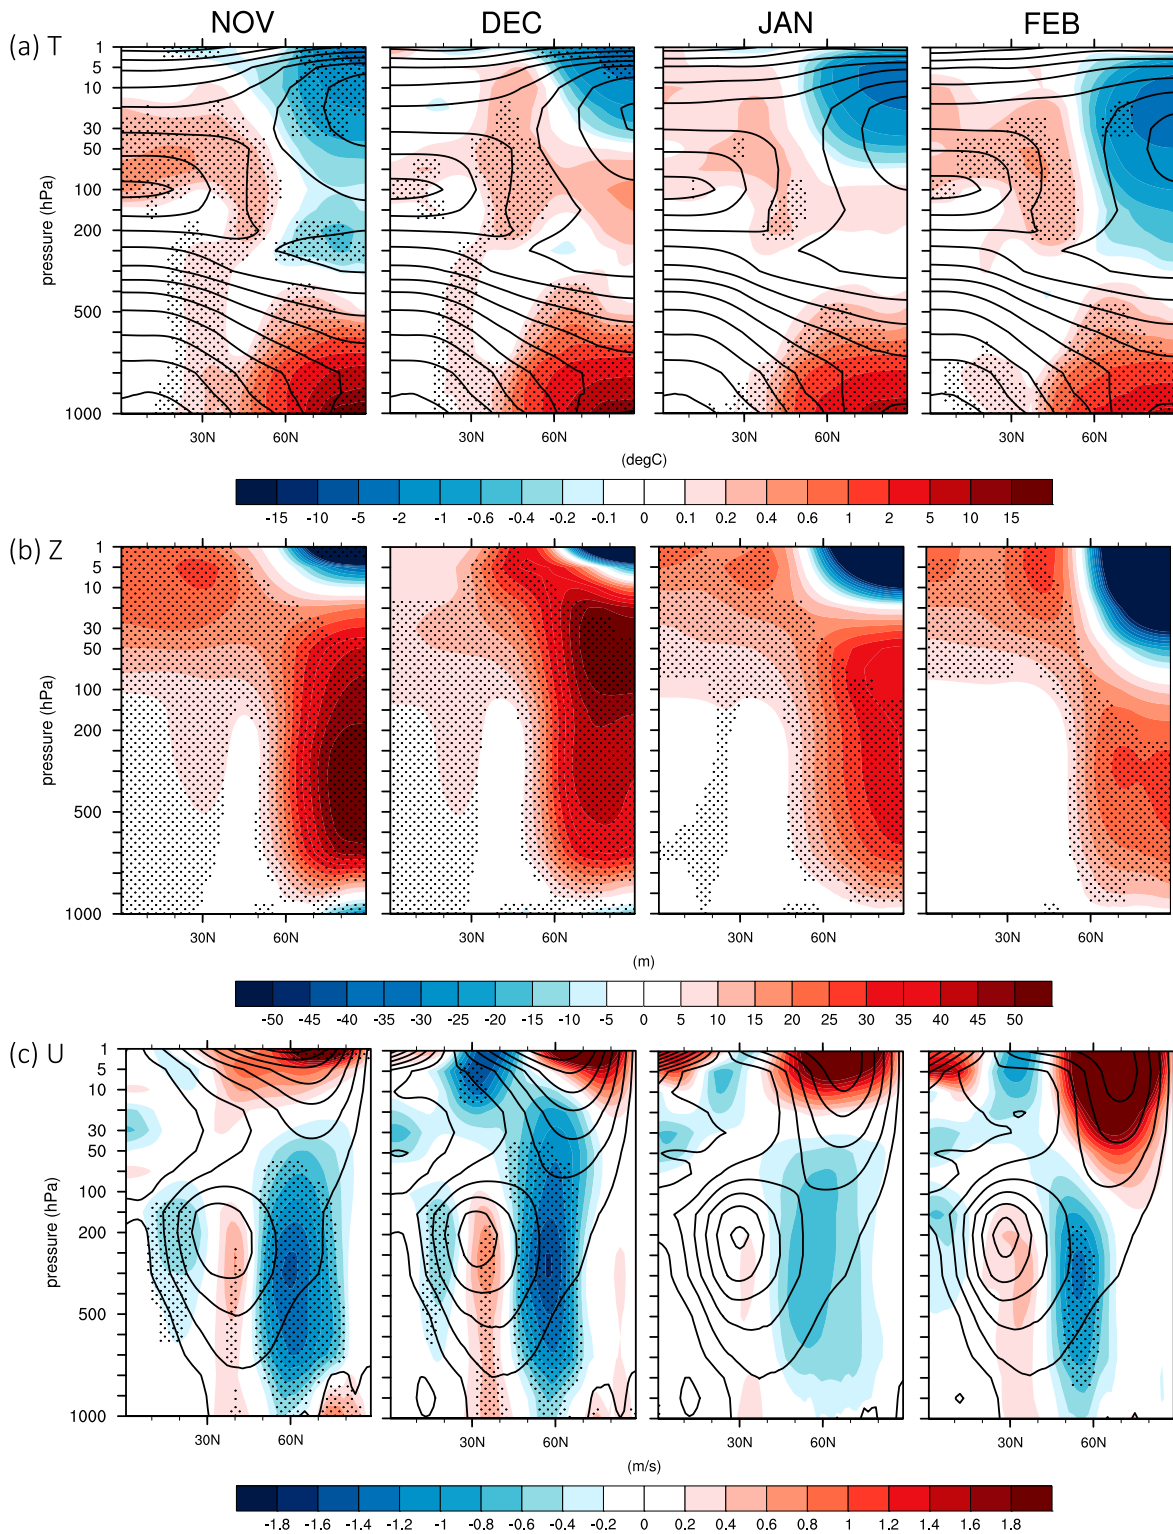 NOV DEC JAN FEB
(a) T
1
5
10
30
50
100
200
500
1000
pressure (hPa)
30N 60N 30N 60N 30N 60N 30N 60N
(degC)
-15 -10 -5 -2 -1 -0.6 -0.4 -0.2 -0.1 0 0.1 0.2 0.4 0.6 1 2 5 10 15
(b) Z
1
5
10
30
50
100
200
500
1000
pressure (hPa)
30N 60N 30N 60N 30N 60N 30N 60N
(m)
-50 -45 -40 -35 -30 -25 -20 -15 -10 -5 0 5 10 15 20 25 30 35 40 45 50
(c) U
1
5
10
30
50
100
200
500
1000
pressure (hPa)
30N 60N 30N 60N 30N 60N 30N 60N
(m/s)
-1.8 -1.6 -1.4 -1.2 -1 -0.8 -0.6 -0.4 -0.2 0 0.2 0.4 0.6 0.8 1 1.2 1.4 1.6 1.8